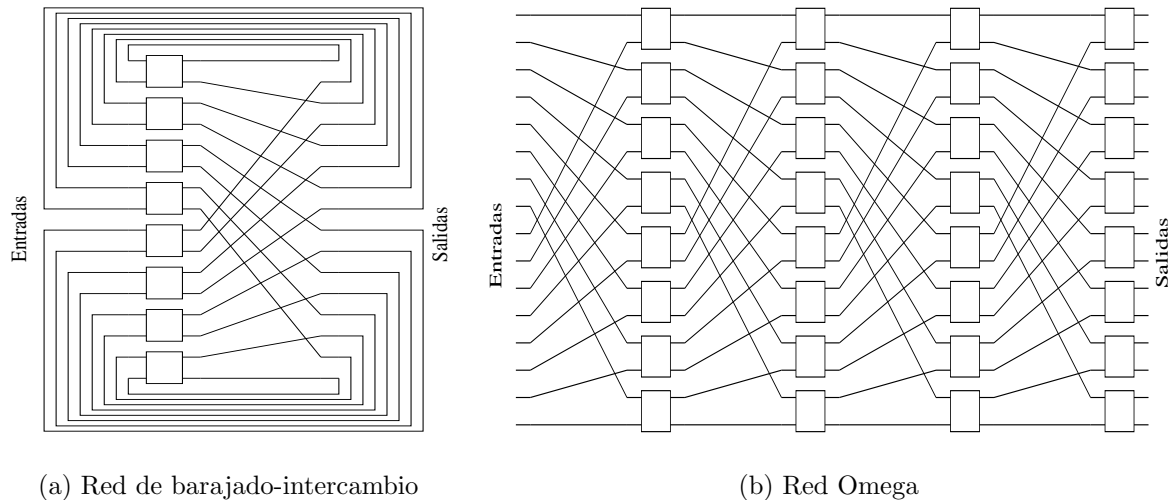 Entradas
Salidas
Entradas
Salidas
(a) Red de barajado-intercambio
(b) Red Omega